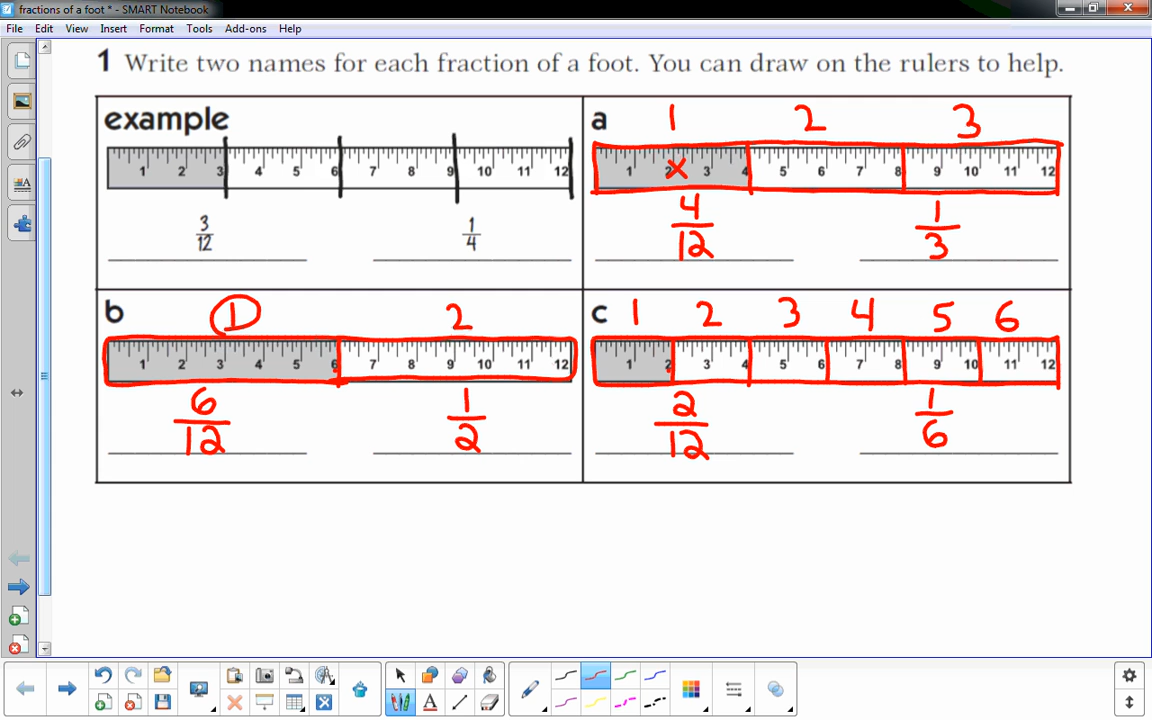 fractions of a foot * - SMART Notebook
File Edit View Insert Format Tools Add-ons Help
1 Write two names for each fraction of a foot. You can draw on the rulers to help.
example
1 2 3 4 5 6 7 8 9 10 11 12
3/12
1/4
a
1 2 3
1 2 3 4 5 6 7 8 9 10 11 12
x
4/12
1/3
b
1 2
1 2 3 4 5 6 7 8 9 10 11 12
6/12
1/2
c
1 2 3 4 5 6
1 2 3 4 5 6 7 8 9 10 11 12
2/12
1/6